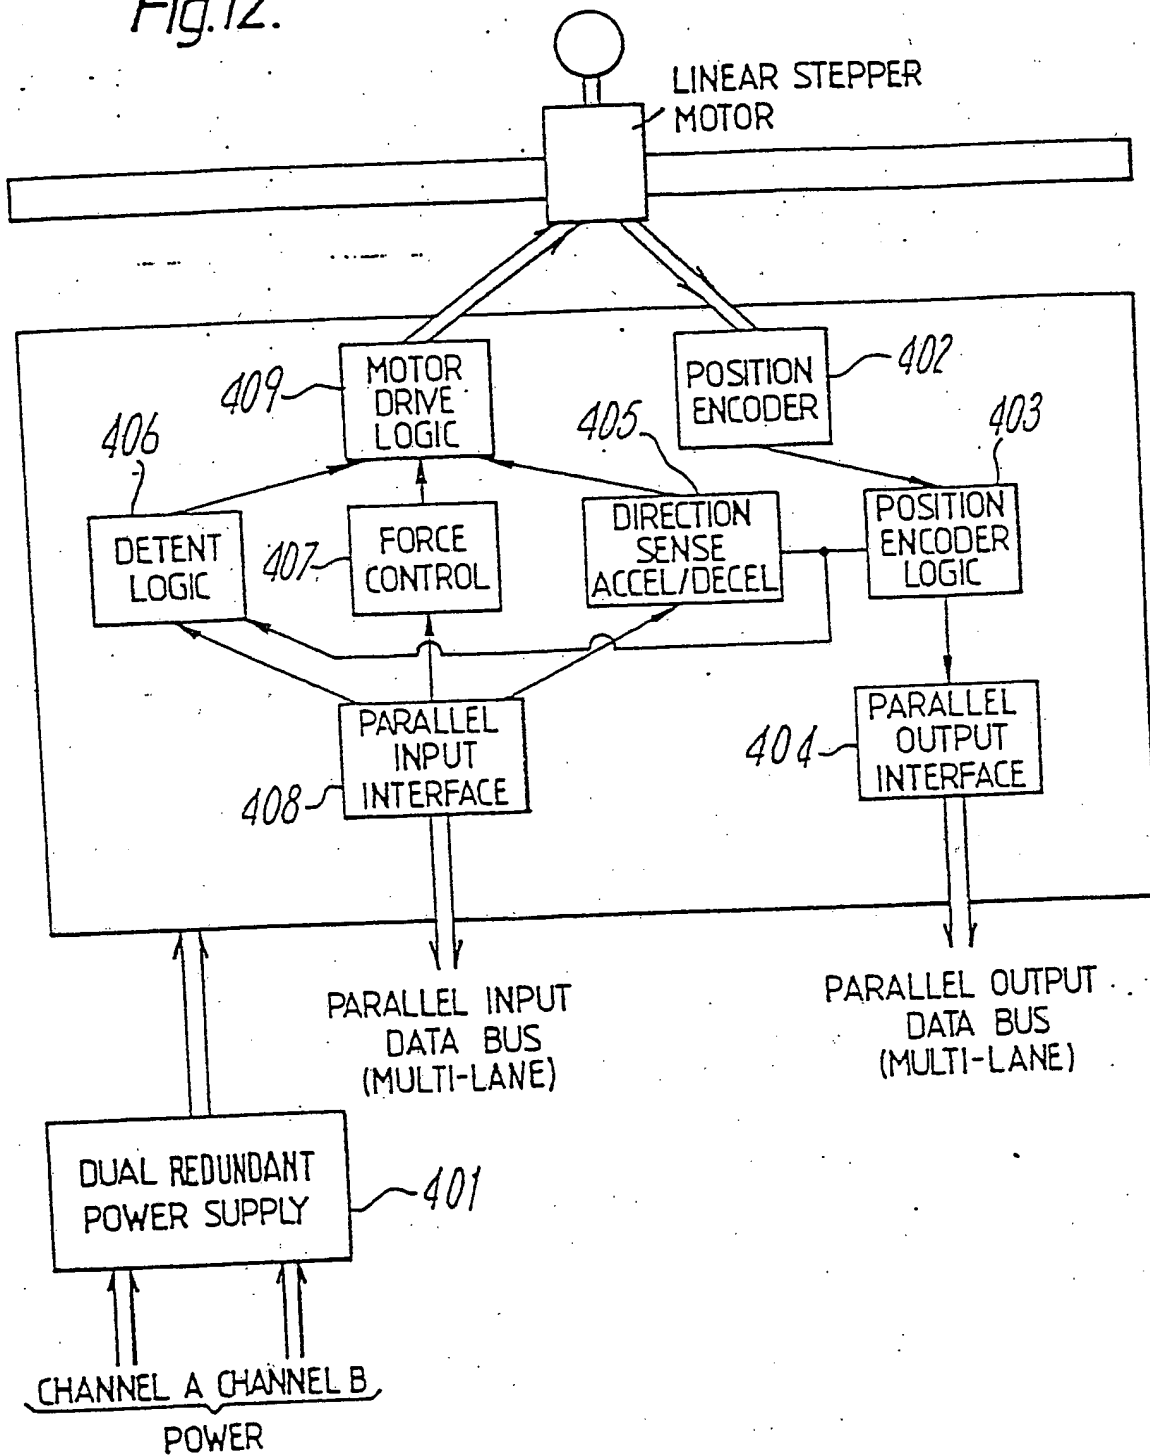 Fig.12.
LINEAR STEPPER
MOTOR
409
MOTOR
DRIVE
LOGIC
POSITION
ENCODER
402
406
405
403
DETENT
LOGIC
407
FORCE
CONTROL
DIRECTION
SENSE
ACCEL/DECEL
POSITION
ENCODER
LOGIC
408
PARALLEL
INPUT
INTERFACE
404
PARALLEL
OUTPUT
INTERFACE
PARALLEL INPUT
DATA BUS
(MULTI-LANE)
PARALLEL OUTPUT
DATA BUS
(MULTI-LANE)
DUAL REDUNDANT
POWER SUPPLY
401
CHANNEL A CHANNEL B
POWER